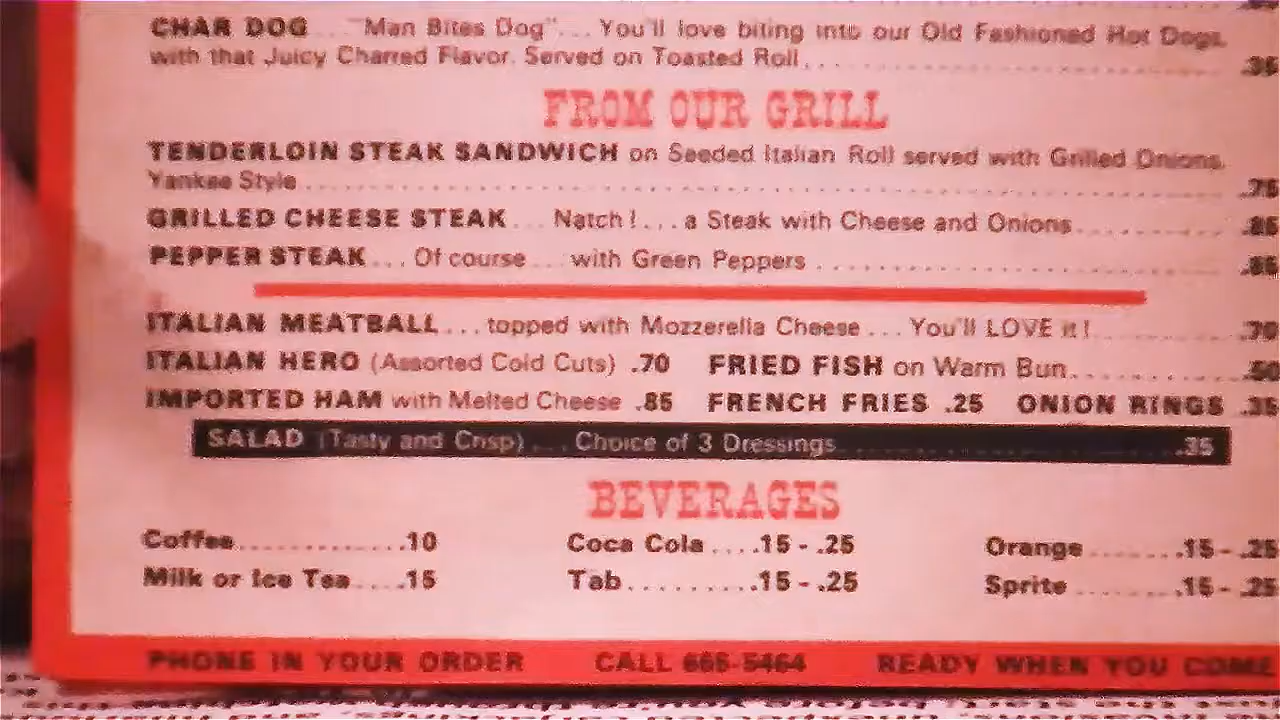 CHAR DOG ... "Man Bites Dog" ... You'll love biting into our Old Fashioned Hot Dogs,
with that Juicy Charred Flavor. Served on Toasted Roll .35
FROM OUR GRILL
TENDERLOIN STEAK SANDWICH on Seeded Italian Roll served with Grilled Onions,
Yankee Style .75
GRILLED CHEESE STEAK ... Natch! ... a Steak with Cheese and Onions .85
PEPPER STEAK ... Of course ... with Green Peppers .85
ITALIAN MEATBALL ... topped with Mozzerella Cheese ... You'll LOVE it! .70
ITALIAN HERO (Assorted Cold Cuts) .70 FRIED FISH on Warm Bun
IMPORTED HAM with Melted Cheese .85 FRENCH FRIES .25 ONION RINGS .35
SALAD (Tasty and Crisp) ... Choice of 3 Dressings .35
BEVERAGES
Coffee .10 Coca Cola .15 - .25 Orange .15 - .25
Milk or Ice Tea .15 Tab .15 - .25 Sprite .15 - .25
PHONE IN YOUR ORDER CALL 665-5464 READY WHEN YOU COME